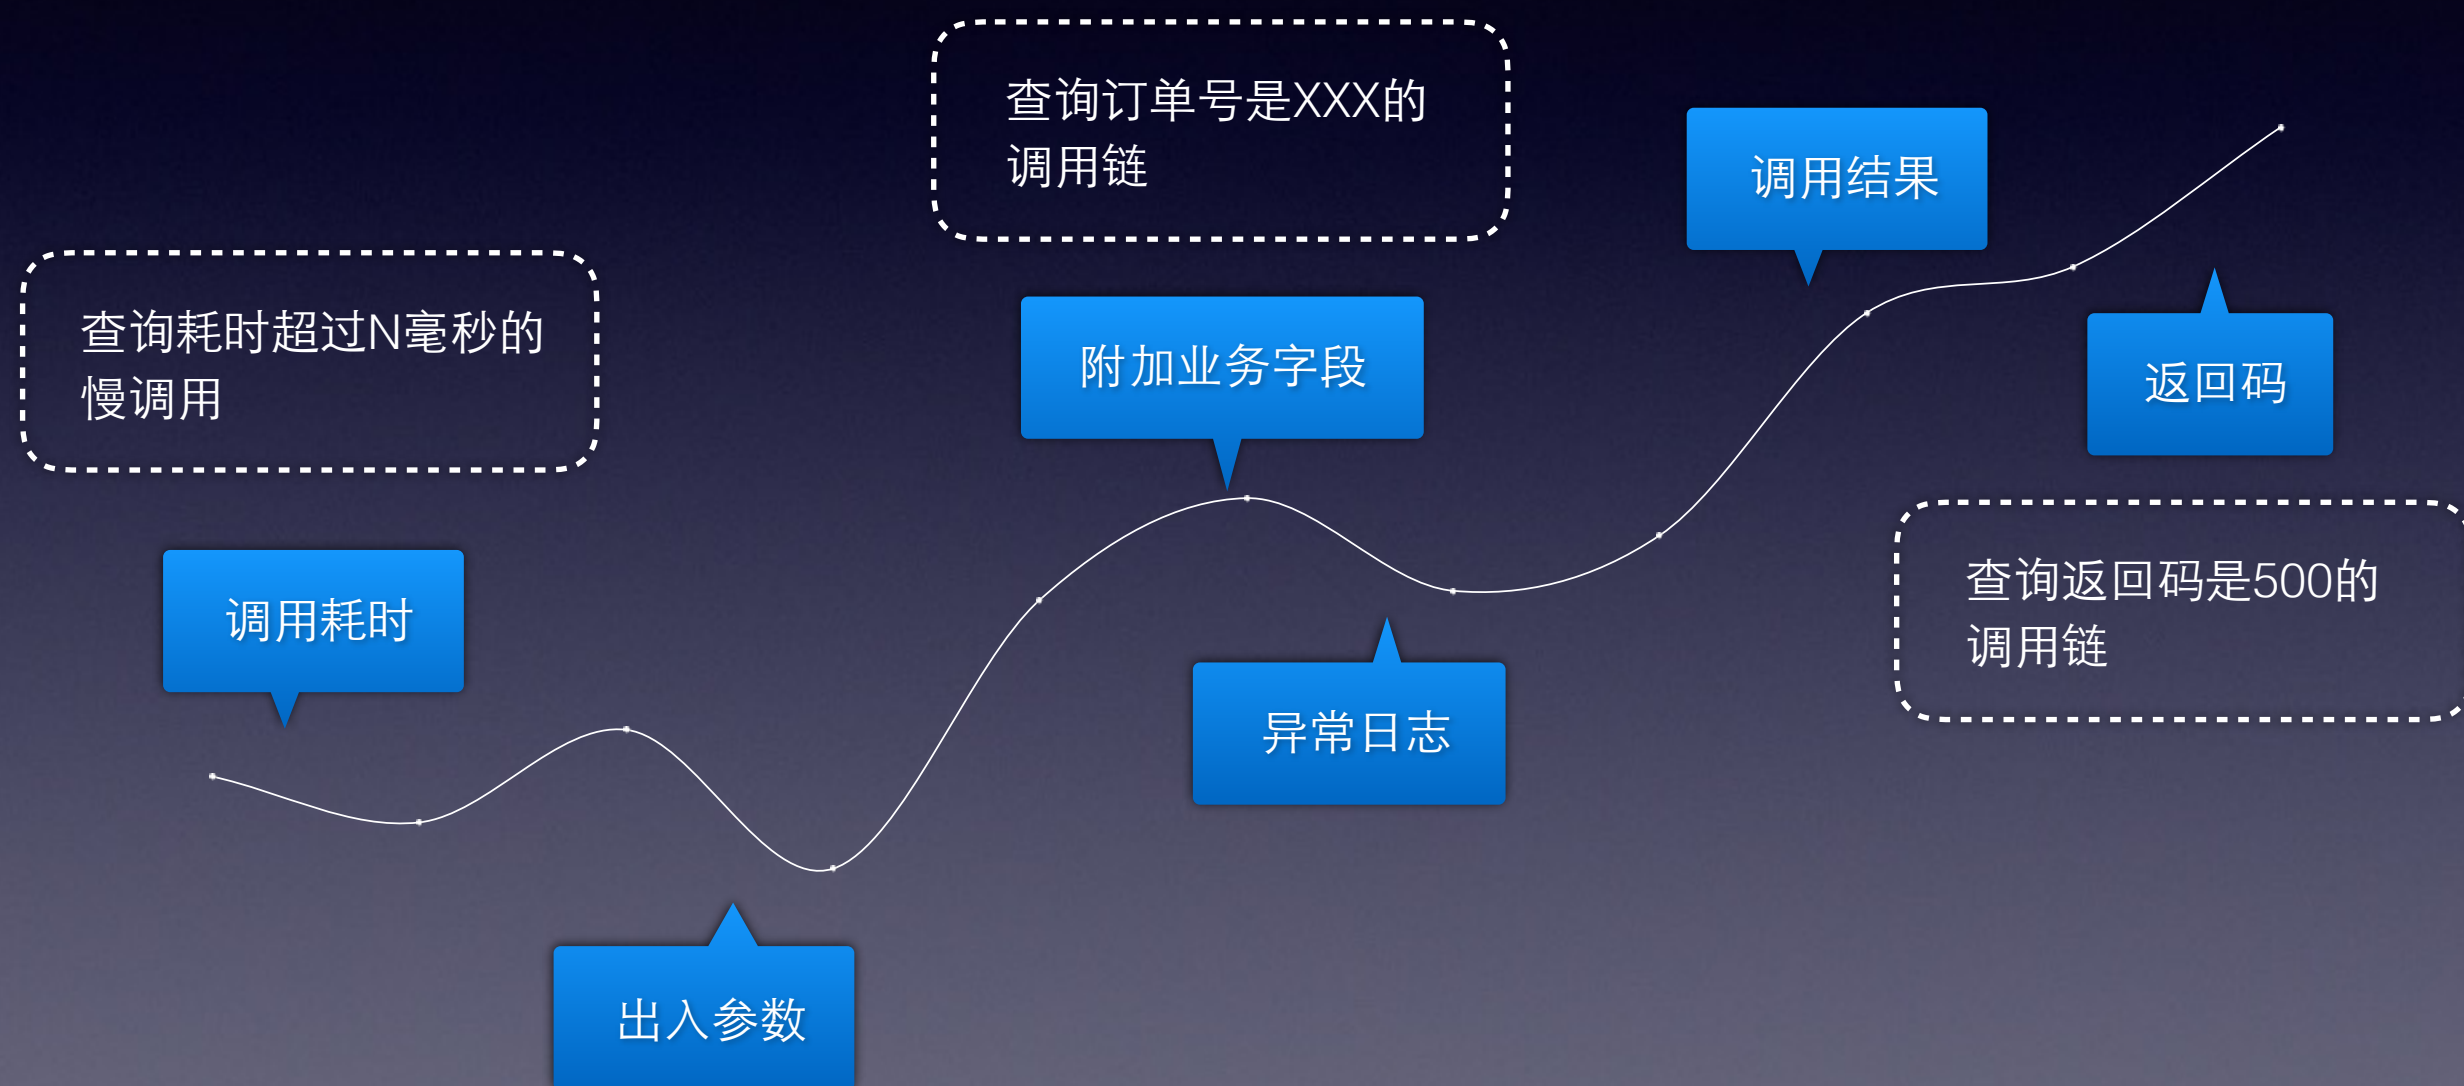 查询订单号是XXX的
调用链
调用结果
查询耗时超过N毫秒的
慢调用
附加业务字段
返回码
调用耗时
查询返回码是500的
调用链
异常日志
出入参数